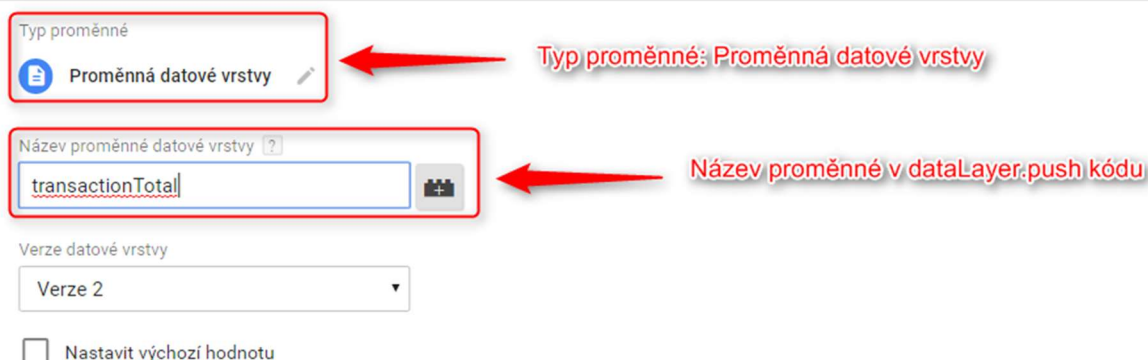 Typ proměnné
Proměnná datové vrstvy
Typ proměnné: Proměnná datové vrstvy
Název proměnné datové vrstvy ?
transactionTotal
Název proměnné v dataLayer.push kódu
Verze datové vrstvy
Verze 2
Nastavit výchozí hodnotu